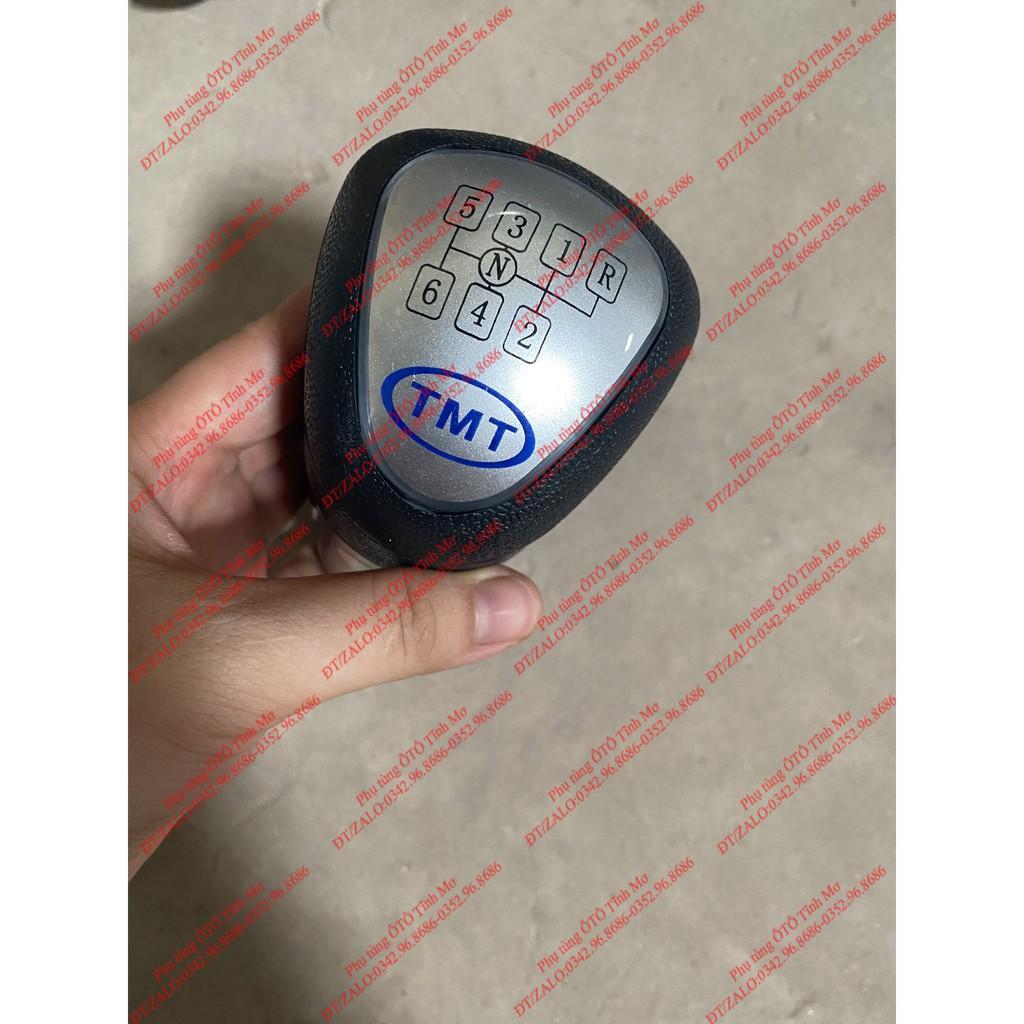 5 3 1 R
N
6 4 2
TMT
Phụ tùng ÔTÔ Tĩnh Mơ
ĐT/ZALO:0342.96.8686-0352.96.8686